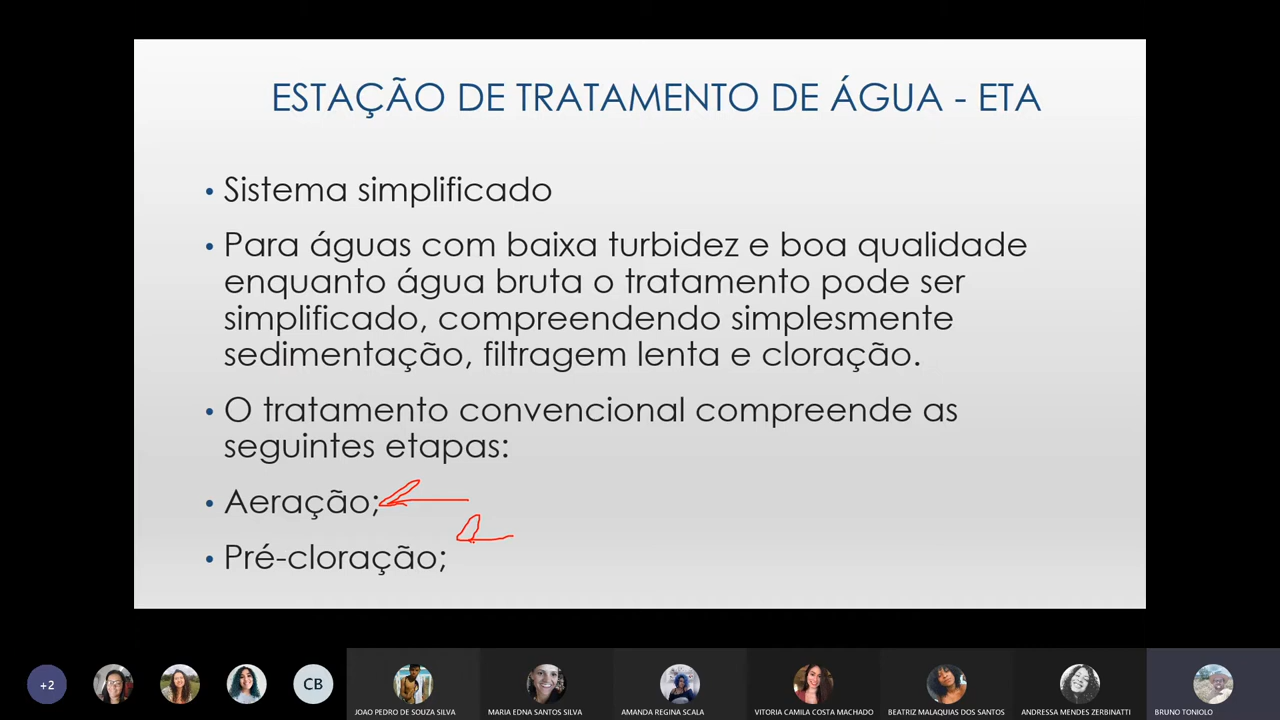 ESTAÇÃO DE TRATAMENTO DE ÁGUA - ETA
• Sistema simplificado
• Para águas com baixa turbidez e boa qualidade
enquanto água bruta o tratamento pode ser
simplificado, compreendendo simplesmente
sedimentação, filtragem lenta e cloração.
• O tratamento convencional compreende as
seguintes etapas:
• Aeração;
• Pré-cloração;
+2
CB
JOAO PEDRO DE SOUZA SILVA
MARIA EDNA SANTOS SILVA
AMANDA REGINA SCALA
VITORIA CAMILA COSTA MACHADO
BEATRIZ MALAQUIAS DOS SANTOS
ANDRESSA MENDES ZERBINATTI
BRUNO TONIOLO